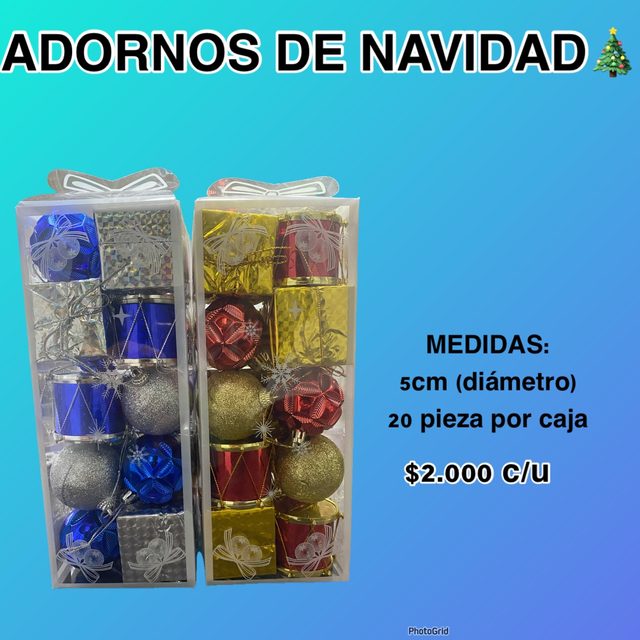 ADORNOS DE NAVIDAD🎄
MEDIDAS:
5cm (diámetro)
20 pieza por caja
$2.000 c/u
PhotoGrid